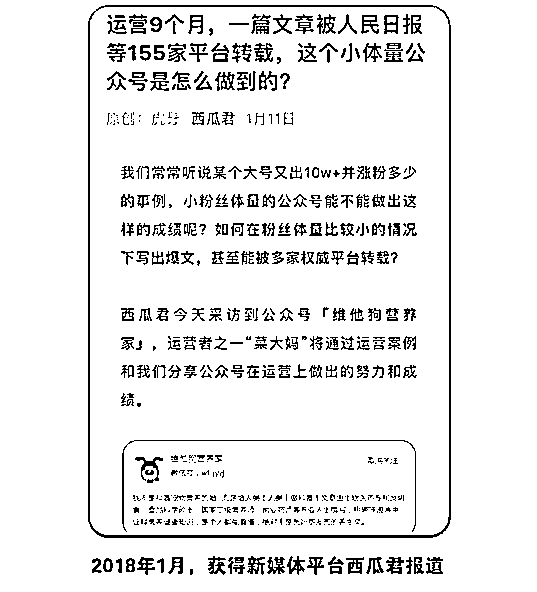 运营9个月，一篇文章被人民日报
等155家平台转载，这个小体量公
众号是怎么做到的？
原创： 虎牙 西瓜君 1月11日
我们常常听说某个大号又出10w+并涨粉多少
的事例，小粉丝体量的公众号能不能做出这
样的成绩呢？如何在粉丝体量比较小的情况
下写出爆文，甚至能被多家权威平台转载？
西瓜君今天采访到公众号「维他狗营养
家」，运营者之一“菜大妈”将通过运营案例
和我们分享公众号在运营上做出的努力和成
绩。
维他狗营养家
2018年1月，获得新媒体平台西瓜君报道